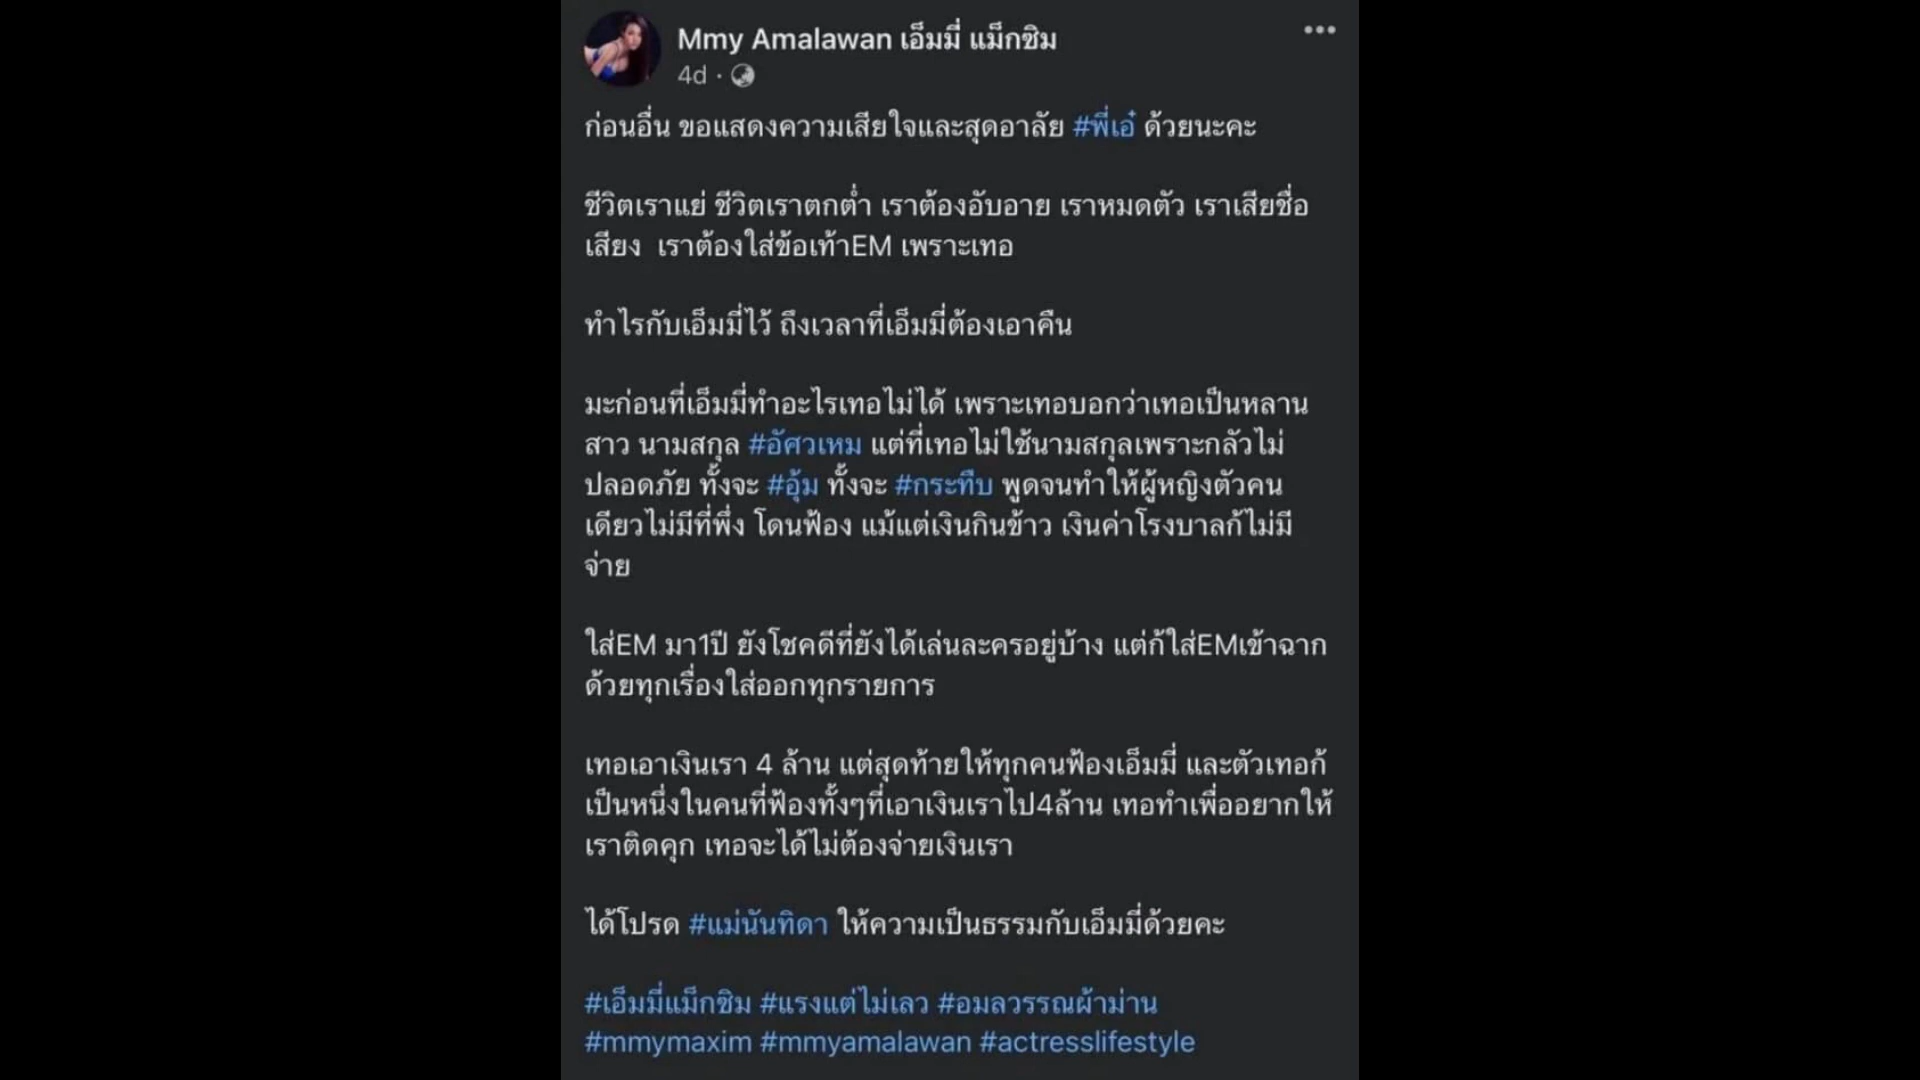 Mmy Amalawan เอ็มมี่ แม็กซิม
4d ·
ก่อนอื่น ขอแสดงความเสียใจและสุดอาลัย #พี่เอ๋ ด้วยนะคะ
ชีวิตเราแย่ ชีวิตเราตกต่ำ เราต้องอับอาย เราหมดตัว เราเสียชื่อ
เสียง เราต้องใส่ข้อเท้าEM เพราะเทอ
ทำไรกับเอ็มมี่ไว้ ถึงเวลาที่เอ็มมี่ต้องเอาคืน
มะก่อนที่เอ็มมี่ทำอะไรเทอไม่ได้ เพราะเทอบอกว่าเทอเป็นหลาน
สาว นามสกุล #อัศวเหม แต่ที่เทอไม่ใช้นามสกุลเพราะกลัวไม่
ปลอดภัย ทั้งจะ #อุ้ม ทั้งจะ #กระทืบ พูดจนทำให้ผู้หญิงตัวคน
เดียวไม่มีที่พึ่ง โดนฟ้อง แม้แต่เงินกินข้าว เงินค่าโรงบาลก้ไม่มี
จ่าย
ใส่EM มา1ปี ยังโชคดีที่ยังได้เล่นละครอยู่บ้าง แต่ก้ใส่EMเข้าฉาก
ด้วยทุกเรื่องใส่ออกทุกรายการ
เทอเอาเงินเรา 4 ล้าน แต่สุดท้ายให้ทุกคนฟ้องเอ็มมี่ และตัวเทอก้
เป็นหนึ่งในคนที่ฟ้องทั้งๆที่เอาเงินเราไป4ล้าน เทอทำเพื่ออยากให้
เราติดคุก เทอจะได้ไม่ต้องจ่ายเงินเรา
ได้โปรด #แม่นันทิดา ให้ความเป็นธรรมกับเอ็มมี่ด้วยคะ
#เอ็มมี่แม็กซิม #แรงแต่ไม่เลว #อมลวรรณผ้าม่าน
#mmymaxim #mmyamalawan #actresslifestyle